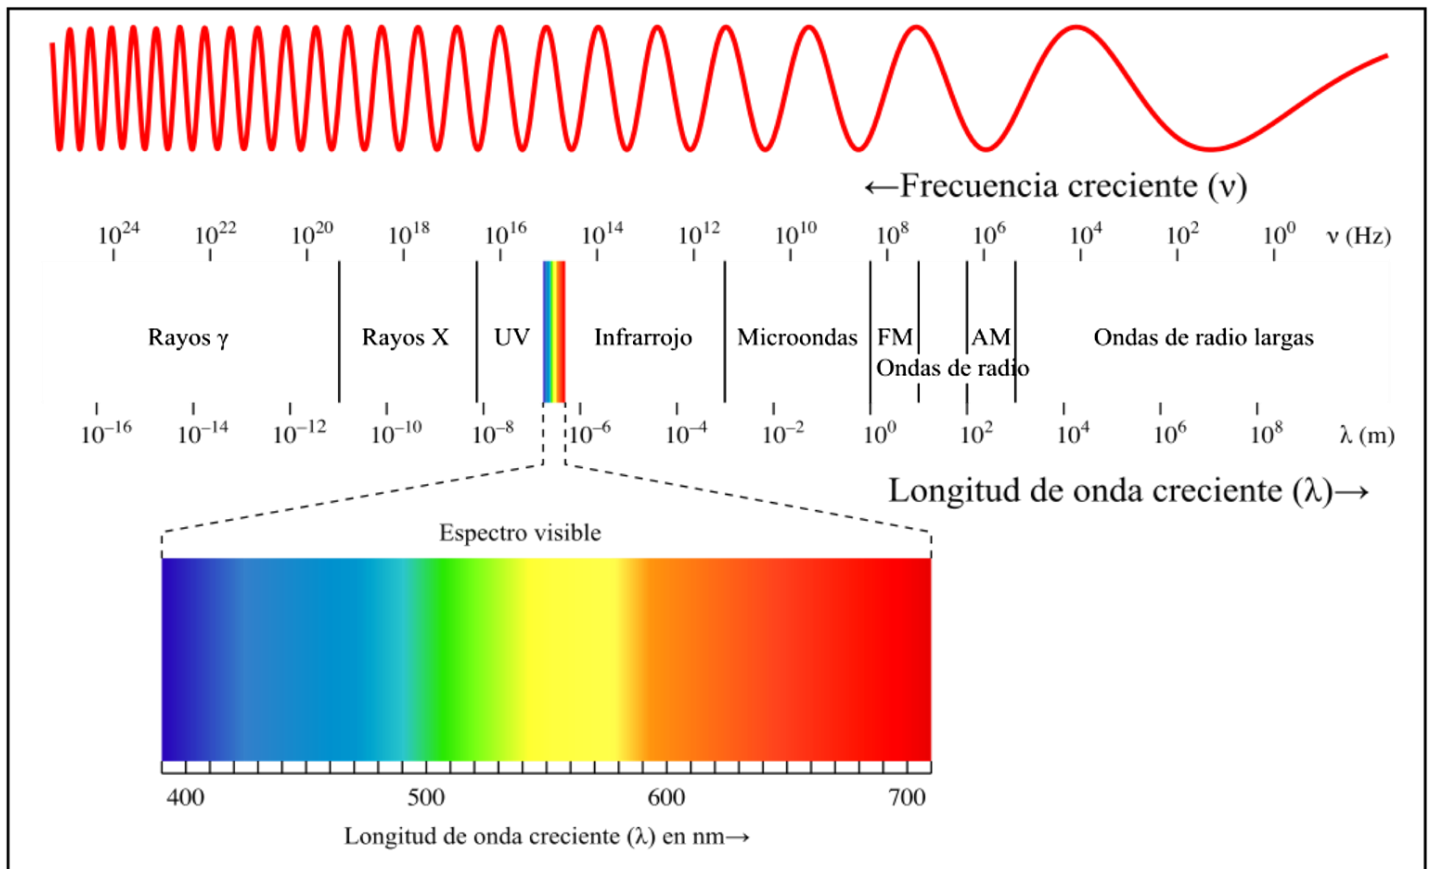 ←Frecuencia creciente (ν)
10²⁴ 10²² 10²⁰ 10¹⁸ 10¹⁶ 10¹⁴ 10¹² 10¹⁰ 10⁸ 10⁶ 10⁴ 10² 10⁰ ν (Hz)
Rayos γ Rayos X UV Infrarrojo Microondas FM AM Ondas de radio largas
Ondas de radio
10⁻¹⁶ 10⁻¹⁴ 10⁻¹² 10⁻¹⁰ 10⁻⁸ 10⁻⁶ 10⁻⁴ 10⁻² 10⁰ 10² 10⁴ 10⁶ 10⁸ λ (m)
Longitud de onda creciente (λ)→
Espectro visible
400 500 600 700
Longitud de onda creciente (λ) en nm→